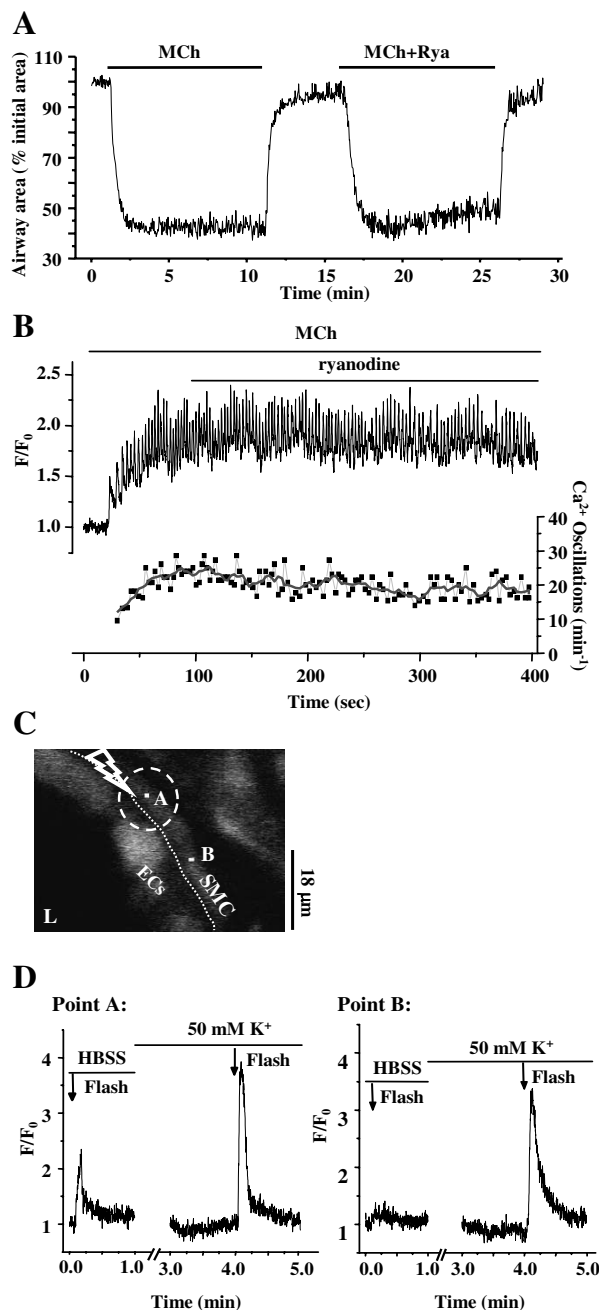 A
MCh
MCh+Rya
110
90
70
50
30
Airway area (% initial area)
0
5
10
15
20
25
30
Time (min)
B
MCh
ryanodine
2.5
2.0
1.5
1.0
F/F0
40
30
20
10
0
Ca2+ Oscillations (min-1)
0
100
200
300
400
Time (sec)
C
A
B
ECs
SMC
L
18 µm
D
Point A:
Point B:
50 mM K+
HBSS
Flash
Flash
4
3
2
1
F/F0
0.0
1.0
3.0
4.0
5.0
Time (min)
50 mM K+
HBSS
Flash
Flash
4
3
2
1
F/F0
0.0
1.0
3.0
4.0
5.0
Time (min)